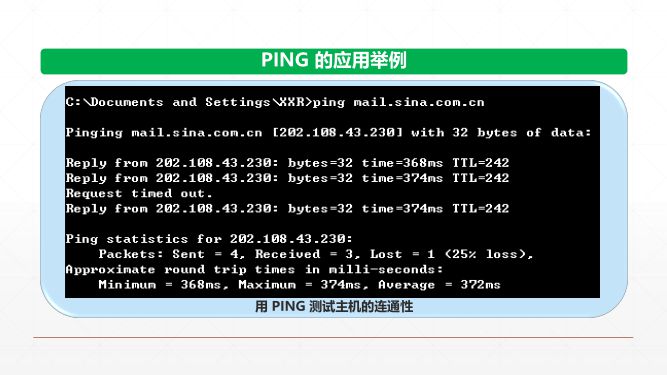 PING 的应用举例
C:\Documents and Settings\XXR>ping mail.sina.com.cn
Pinging mail.sina.com.cn [202.108.43.230] with 32 bytes of data:
Reply from 202.108.43.230: bytes=32 time=368ms TTL=242
Reply from 202.108.43.230: bytes=32 time=374ms TTL=242
Request timed out.
Reply from 202.108.43.230: bytes=32 time=374ms TTL=242
Ping statistics for 202.108.43.230:
    Packets: Sent = 4, Received = 3, Lost = 1 (25% loss),
Approximate round trip times in milli-seconds:
    Minimum = 368ms, Maximum = 374ms, Average = 372ms
用 PING 测试主机的连通性